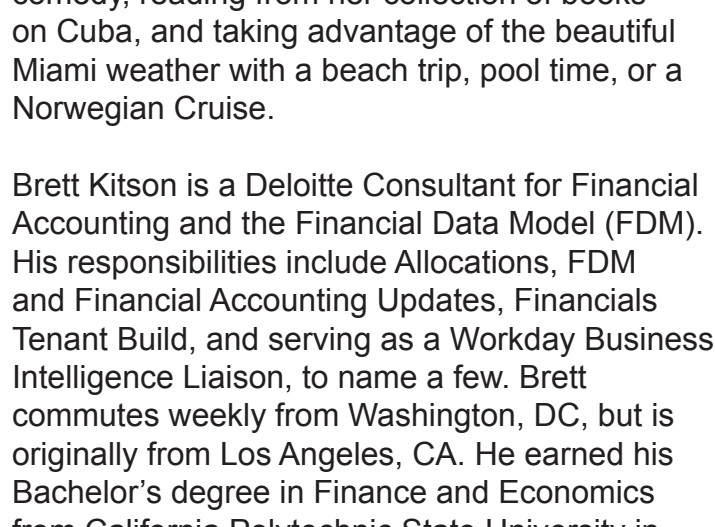 comedy, reading from her collection of books
on Cuba, and taking advantage of the beautiful
Miami weather with a beach trip, pool time, or a
Norwegian Cruise.
Brett Kitson is a Deloitte Consultant for Financial
Accounting and the Financial Data Model (FDM).
His responsibilities include Allocations, FDM
and Financial Accounting Updates, Financials
Tenant Build, and serving as a Workday Business
Intelligence Liaison, to name a few. Brett
commutes weekly from Washington, DC, but is
originally from Los Angeles, CA. He earned his
Bachelor’s degree in Finance and Economics
from California Polytechnic State University in